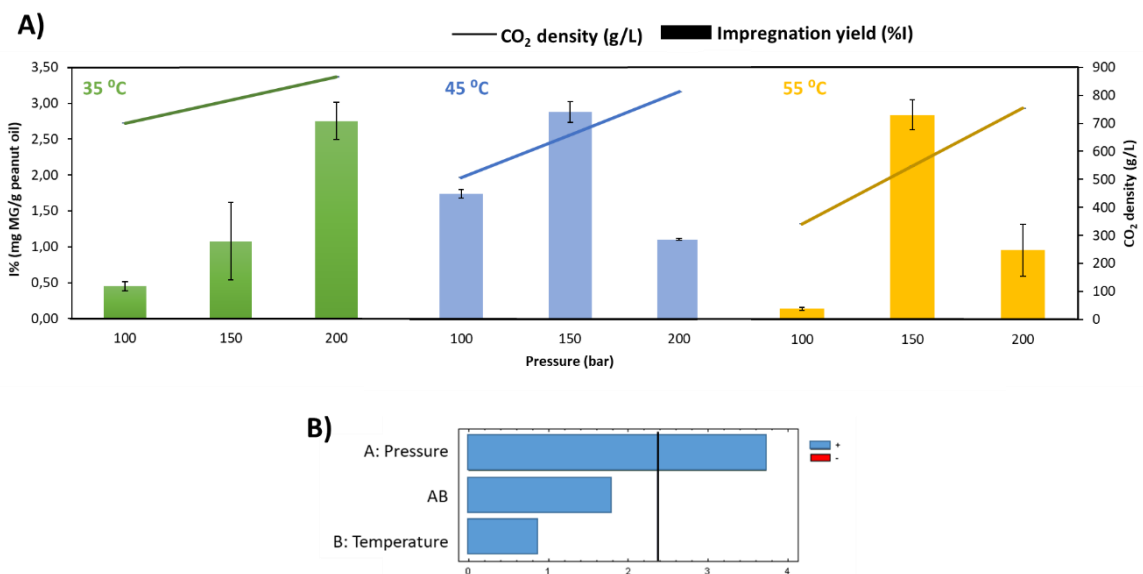 A)
CO₂ density (g/L) Impregnation yield (%I)
3,50
3,00
2,50
2,00
1,50
1,00
0,50
0,00
I% (mg MG/g peanut oil)
35 ⁰C
45 ⁰C
55 ⁰C
900
800
700
600
500
400
300
200
100
0
CO₂ density (g/L)
100 150 200 100 150 200 100 150 200
Pressure (bar)
B)
A: Pressure
AB
B: Temperature
0 1 2 3 4
+
-